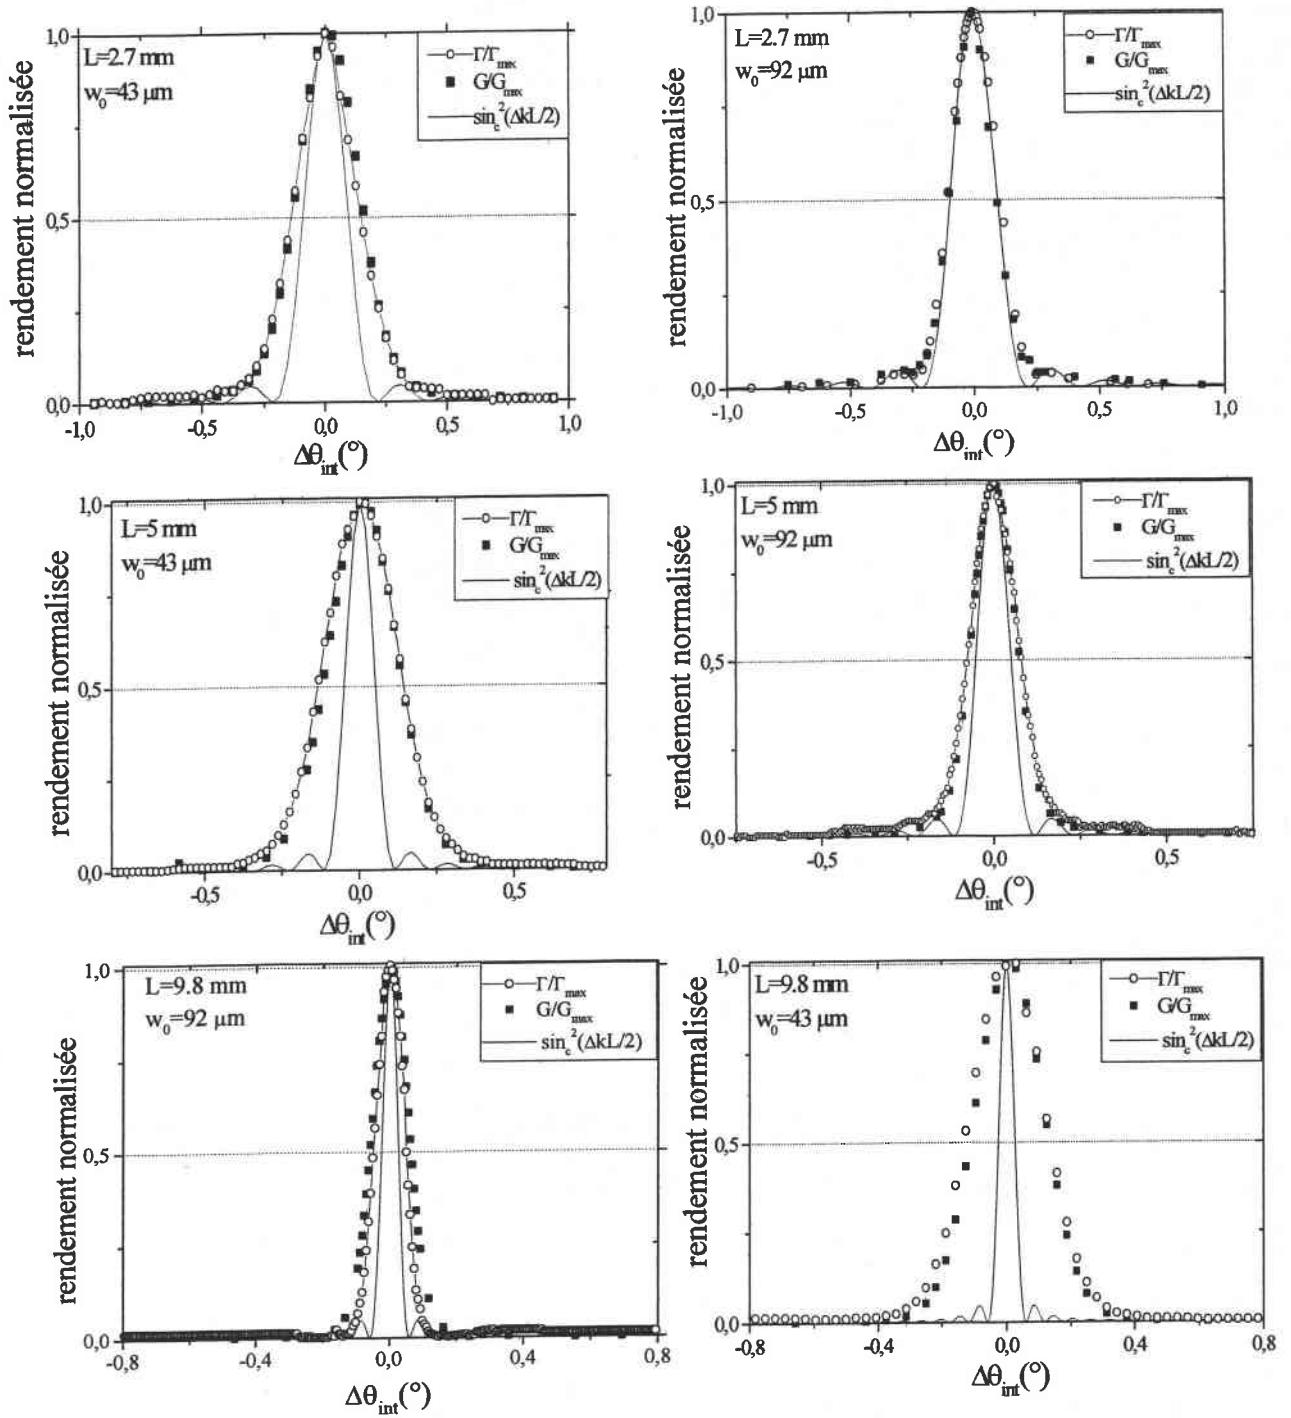 L=2.7 mm
w₀=43 μm
Γ/Γmax
G/Gmax
sinc²(ΔkL/2)
rendement normalisée
1,0
0,5
0,0
-1,0
-0,5
0,0
0,5
1,0
Δθint(°)
L=2.7 mm
w₀=92 μm
Γ/Γmax
G/Gmax
sinc²(ΔkL/2)
rendement normalisée
1,0
0,5
0,0
-1,0
-0,5
0,0
0,5
1,0
Δθint(°)
L=5 mm
w₀=43 μm
Γ/Γmax
G/Gmax
sinc²(ΔkL/2)
rendement normalisée
1,0
0,5
0,0
-0,5
0,0
0,5
Δθint(°)
L=5 mm
w₀=92 μm
Γ/Γmax
G/Gmax
sinc²(ΔkL/2)
rendement normalisée
1,0
0,5
0,0
-0,5
0,0
0,5
Δθint(°)
L=9.8 mm
w₀=92 μm
Γ/Γmax
G/Gmax
sinc²(ΔkL/2)
rendement normalisée
1,0
0,5
0,0
-0,8
-0,4
0,0
0,4
0,8
Δθint(°)
L=9.8 mm
w₀=43 μm
Γ/Γmax
G/Gmax
sinc²(ΔkL/2)
rendement normalisée
1,0
0,5
0,0
-0,8
-0,4
0,0
0,4
0,8
Δθint(°)